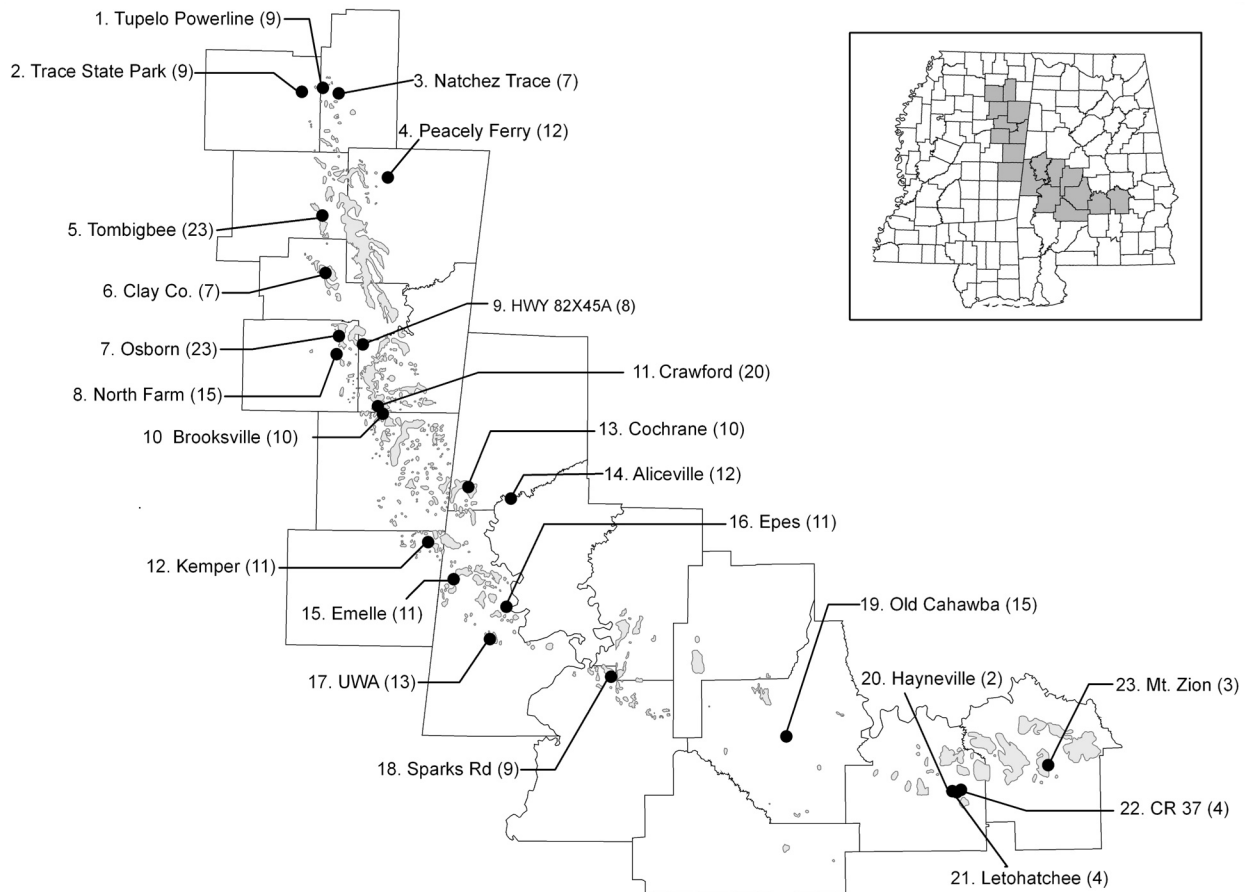 1. Tupelo Powerline (9)
2. Trace State Park (9)
3. Natchez Trace (7)
4. Peacely Ferry (12)
5. Tombigbee (23)
6. Clay Co. (7)
9. HWY 82X45A (8)
7. Osborn (23)
11. Crawford (20)
8. North Farm (15)
10 Brooksville (10)
13. Cochrane (10)
14. Aliceville (12)
16. Epes (11)
12. Kemper (11)
15. Emelle (11)
19. Old Cahawba (15)
17. UWA (13)
20. Hayneville (2)
23. Mt. Zion (3)
18. Sparks Rd (9)
22. CR 37 (4)
21. Letohatchee (4)